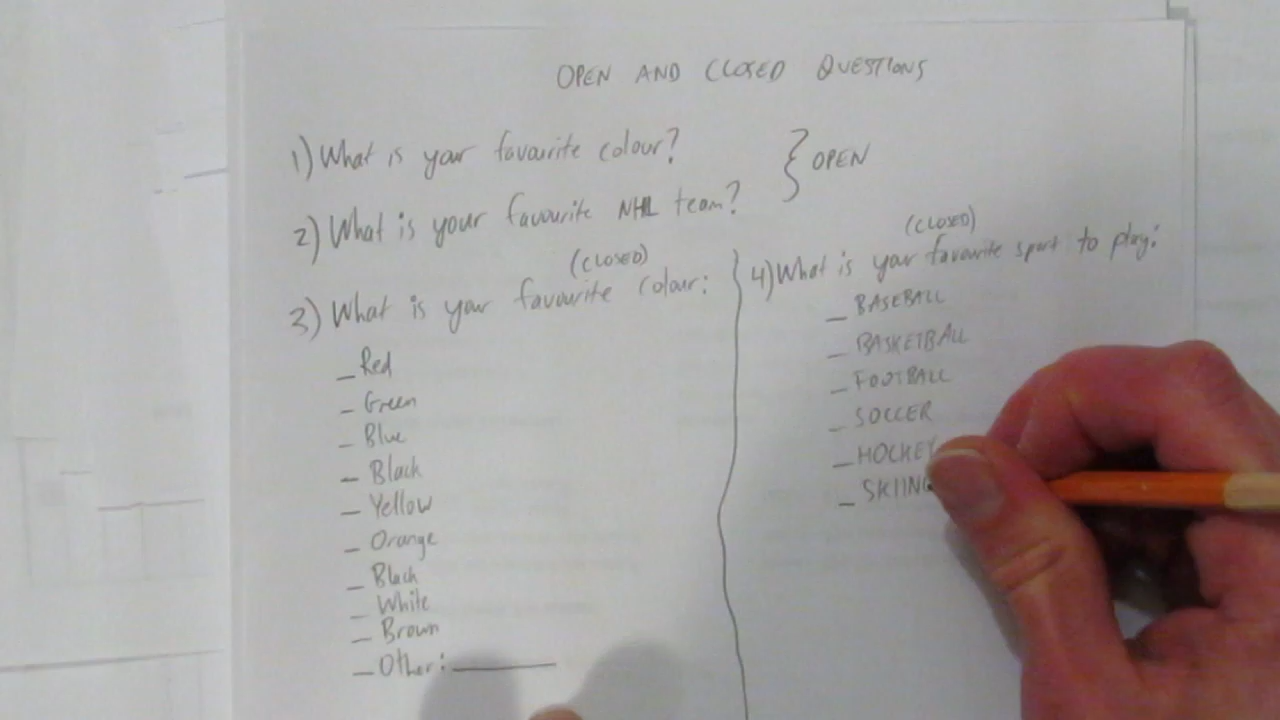 OPEN AND CLOSED QUESTIONS
1) What is your favourite colour?
} OPEN
2) What is your favourite NHL team?
(CLOSED)
3) What is your favourite colour:
_ Red
_ Green
_ Blue
_ Black
_ Yellow
_ Orange
_ Black
_ White
_ Brown
_ Other: ________
(CLOSED)
4) What is your favourite sport to play:
_ BASEBALL
_ BASKETBALL
_ FOOTBALL
_ SOCCER
_ HOCKEY
_ SKIING